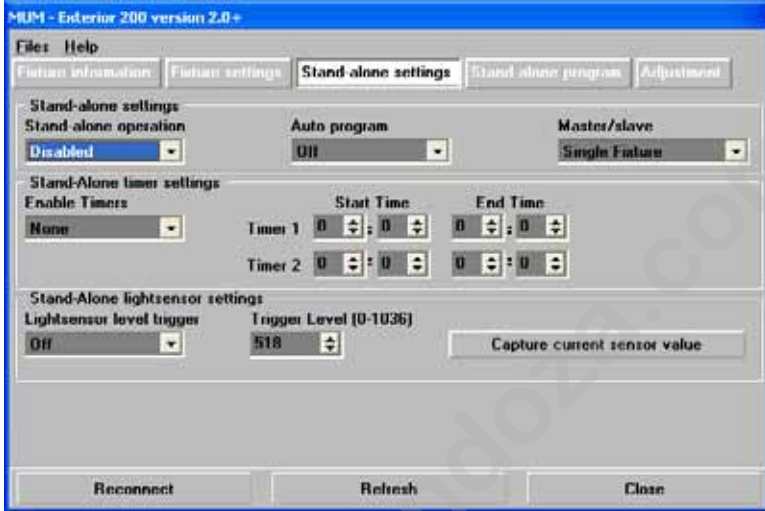 MUM - Exterior 200 version 2.0+
Files Help
Fixture information Fixture settings Stand-alone settings Stand alone program Adjustment
Stand-alone settings
Stand-alone operation Auto program Master/slave
Disabled Off Single Fixture
Stand-Alone timer settings
Enable Timers Start Time End Time
None Timer 1 0 : 0 0 : 0
Timer 2 0 : 0 0 : 0
Stand-Alone lightsensor settings
Lightsensor level trigger Trigger Level (0-1036)
Off 518 Capture current sensor value
Reconnect Refresh Close